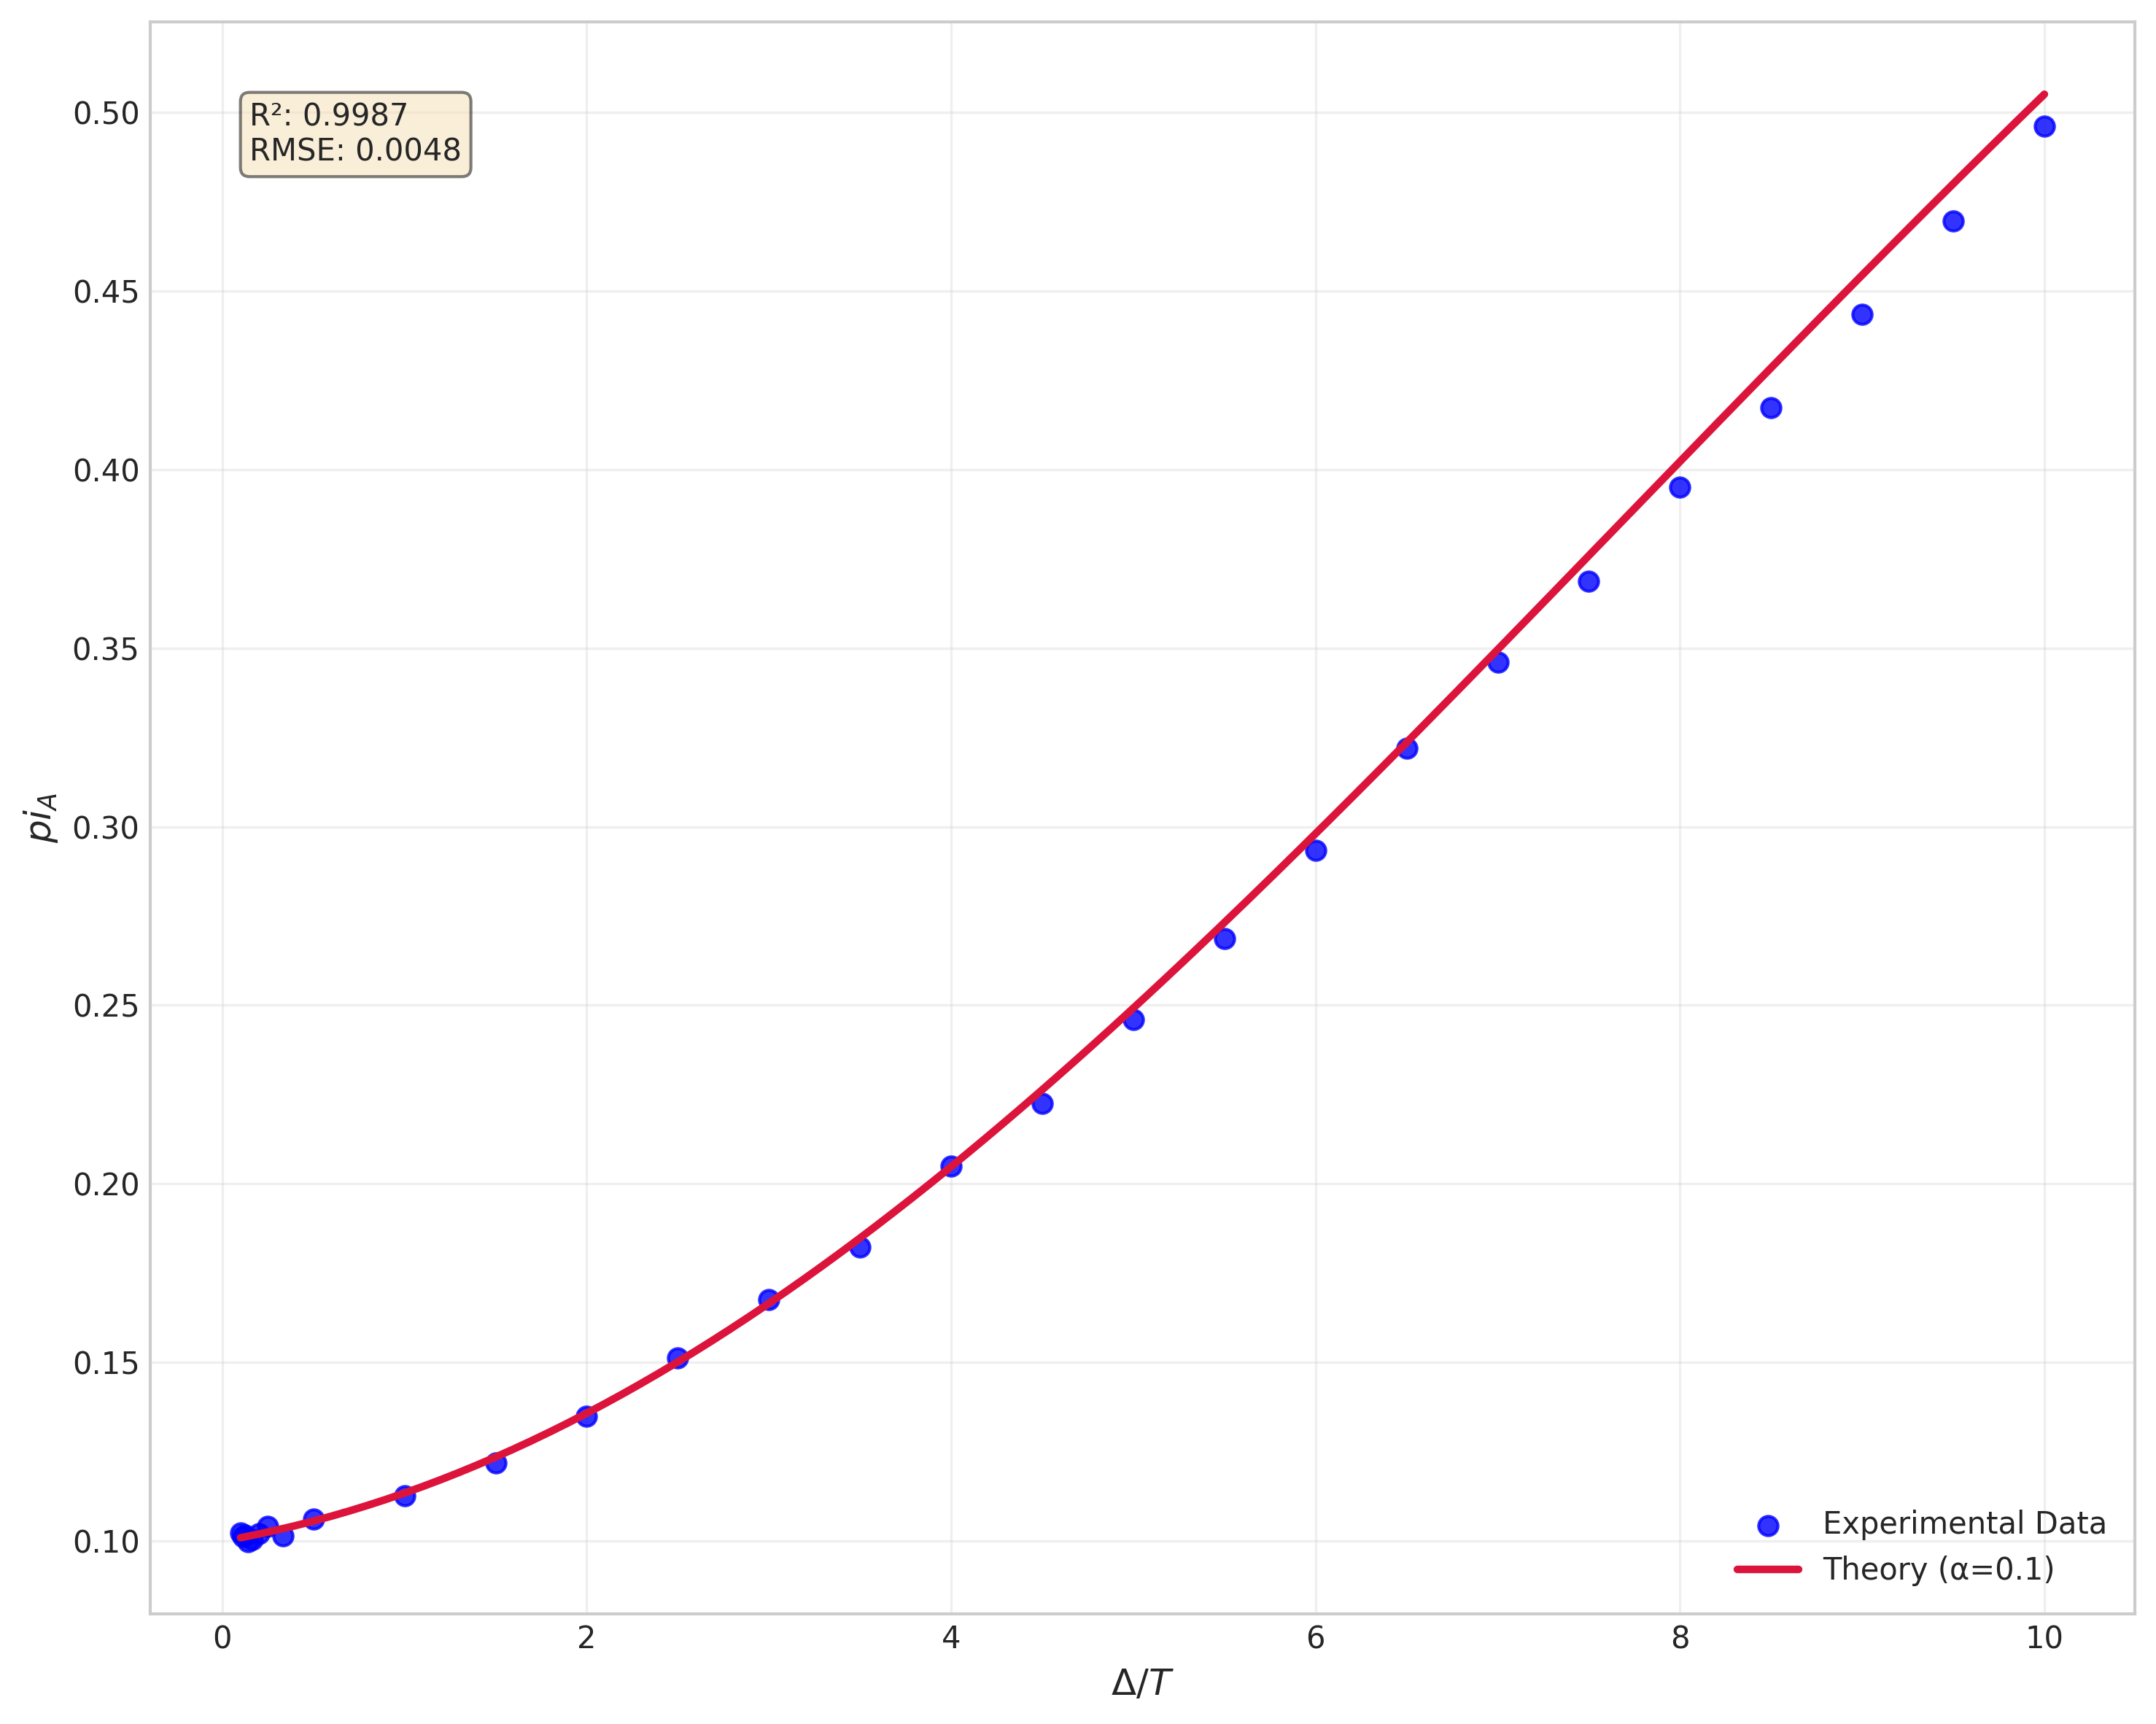 R²: 0.9987
RMSE: 0.0048
0.50
0.45
0.40
0.35
0.30
0.25
0.20
0.15
0.10
pi_A
0 2 4 6 8 10
Δ/T
Experimental Data
Theory (α=0.1)